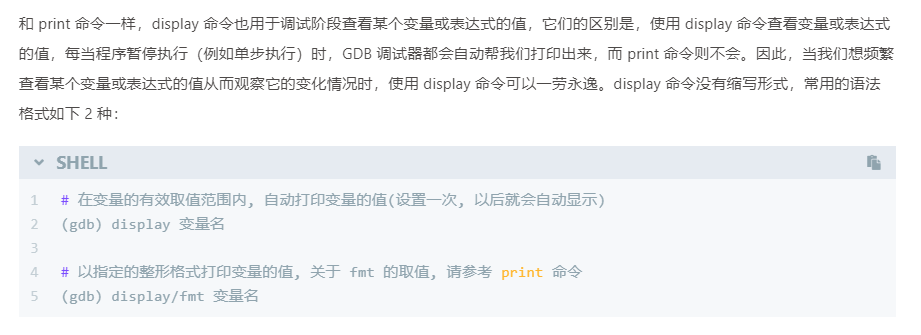 和 print 命令一样，display 命令也用于调试阶段查看某个变量或表达式的值，它们的区别是，使用 display 命令查看变量或表达式
的值，每当程序暂停执行（例如单步执行）时，GDB 调试器都会自动帮我们打印出来，而 print 命令则不会。因此，当我们想频繁
查看某个变量或表达式的值从而观察它的变化情况时，使用 display 命令可以一劳永逸。display 命令没有缩写形式，常用的语法
格式如下 2 种：
SHELL
1 # 在变量的有效取值范围内, 自动打印变量的值(设置一次, 以后就会自动显示)
2 (gdb) display 变量名
3
4 # 以指定的整形格式打印变量的值, 关于 fmt 的取值, 请参考 print 命令
5 (gdb) display/fmt 变量名